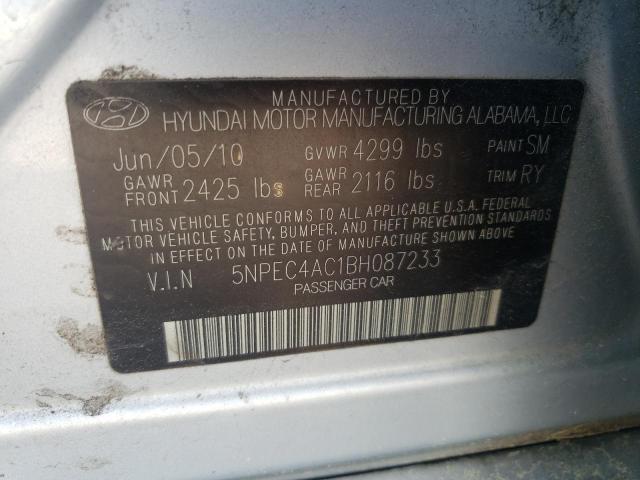 MANUFACTURED BY
HYUNDAI MOTOR MANUFACTURING ALABAMA, LLC
Jun/05/10 GVWR 4299 lbs PAINT SM
GAWR FRONT 2425 lbs GAWR REAR 2116 lbs TRIM RY
THIS VEHICLE CONFORMS TO ALL APPLICABLE U.S.A. FEDERAL
MOTOR VEHICLE SAFETY, BUMPER, AND THEFT PREVENTION STANDARDS
IN EFFECT ON THE DATE OF MANUFACTURE SHOWN ABOVE.
V.I.N 5NPEC4AC1BH087233
PASSENGER CAR